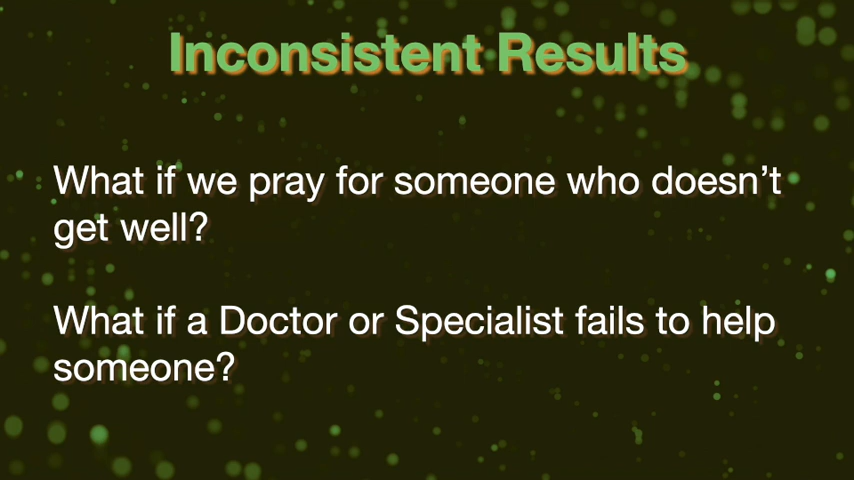 Inconsistent Results
What if we pray for someone who doesn’t
get well?
What if a Doctor or Specialist fails to help
someone?